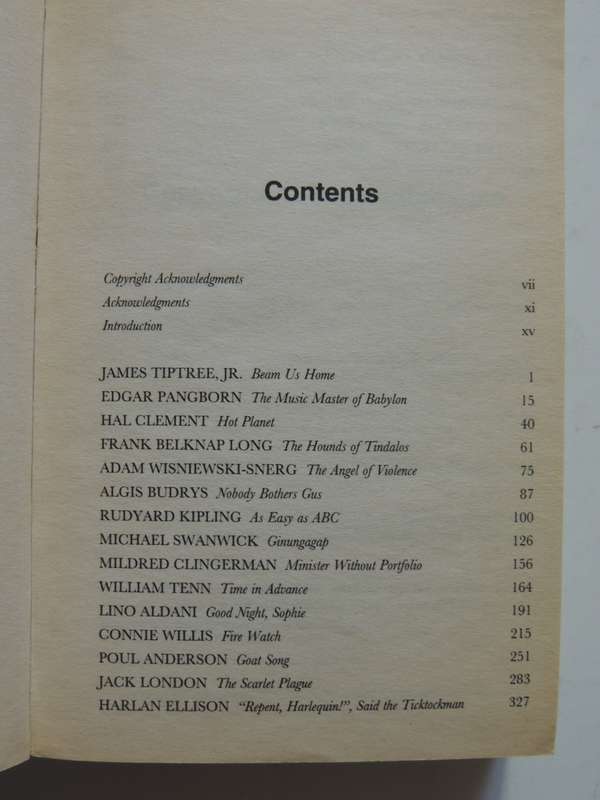 Contents
Copyright Acknowledgments vii
Acknowledgments xi
Introduction xv
JAMES TIPTREE, JR. Beam Us Home 1
EDGAR PANGBORN The Music Master of Babylon 15
HAL CLEMENT Hot Planet 40
FRANK BELKNAP LONG The Hounds of Tindalos 61
ADAM WISNIEWSKI-SNERG The Angel of Violence 75
ALGIS BUDRYS Nobody Bothers Gus 87
RUDYARD KIPLING As Easy as ABC 100
MICHAEL SWANWICK Ginungagap 126
MILDRED CLINGERMAN Minister Without Portfolio 156
WILLIAM TENN Time in Advance 164
LINO ALDANI Good Night, Sophie 191
CONNIE WILLIS Fire Watch 215
POUL ANDERSON Goat Song 251
JACK LONDON The Scarlet Plague 283
HARLAN ELLISON "Repent, Harlequin!", Said the Ticktockman 327